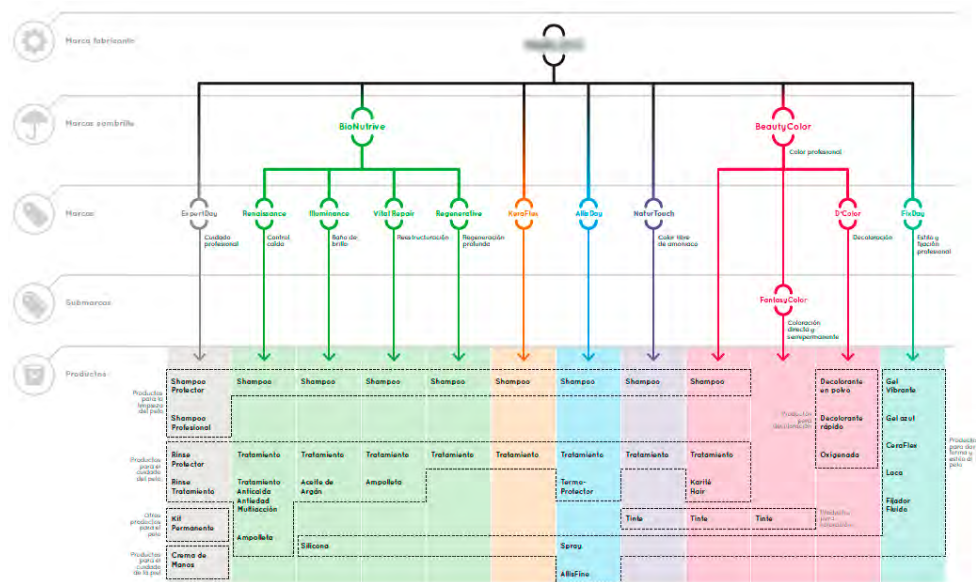 Marca fabricante
Marcas sombrilla
BioNutrive
BeautyColor
Color profesional
Marcas
ExpertDay
Renaissance
Illuminance
Vital Repair
Regenerative
KeraFlex
AlisDay
NaturTouch
D'Color
FixDay
Cuidado
profesional
Control
caída
Baño de
brillo
Reestructuración
Regeneración
profunda
Color libre
de amoniaco
Decoloración
Estilo y
fijación
profesional
Submarcas
FantasyColor
Coloración
directa y
semipermanente
Productos
Productos
para la
limpieza
del pelo
Shampoo
Protector
Shampoo
Shampoo
Shampoo
Shampoo
Shampoo
Shampoo
Shampoo
Shampoo
Decolorante
en polvo
Gel
Vibrante
Shampoo
Profesional
Productos
para
decoloración
Decolorante
rápido
Gel azul
Productos
para el
cuidado
del pelo
Rinse
Protector
Tratamiento
Tratamiento
Tratamiento
Tratamiento
Tratamiento
Tratamiento
Tratamiento
Tratamiento
Oxigenada
CeraFlex
Productos
para dar
forma y
estilo al
pelo
Rinse
Tratamiento
Tratamiento
Anticaída
Antiedad
Multiacción
Aceite de
Argán
Ampolleta
Termo-
Protector
Karilé
Hair
Laca
Otros
productos
para el
pelo
Kit
Permanente
Tinte
Tinte
Tinte
Productos
para
coloración
Fijador
Fluido
Ampolleta
Productos
para el
cuidado
de la piel
Crema de
Manos
Silicona
Spray
AlisFino